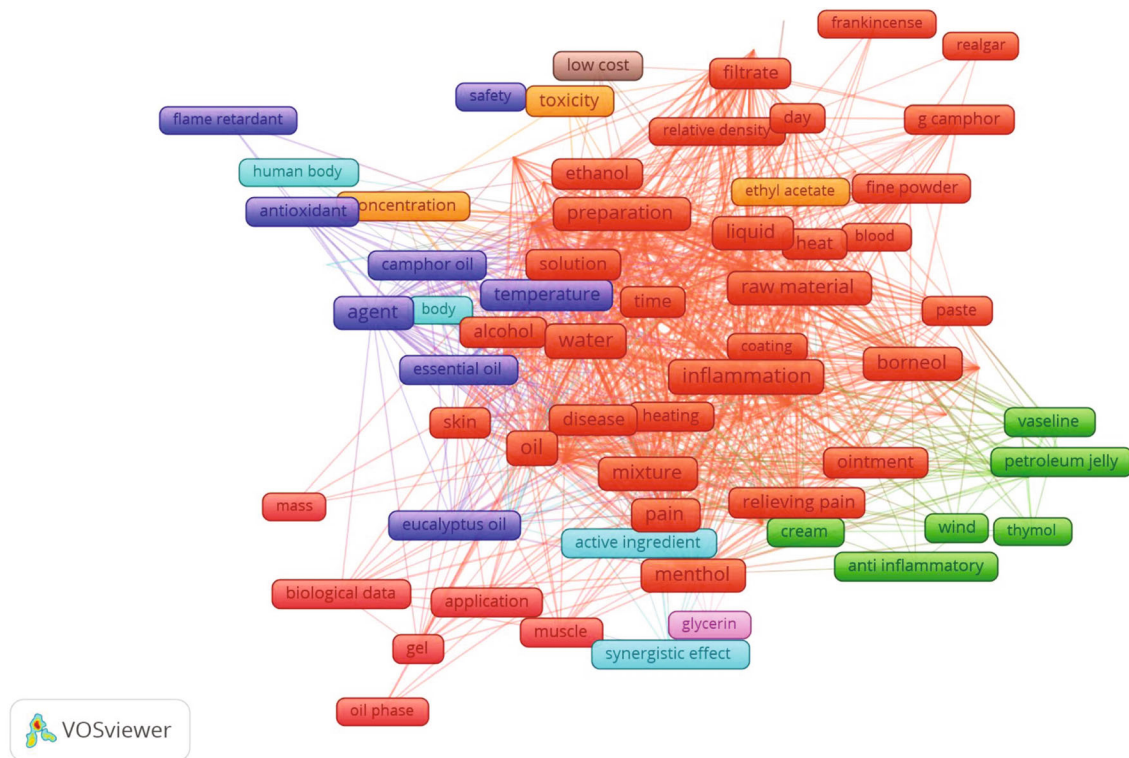 frankincense
realgar
low cost
filtrate
safety
toxicity
flame retardant
relative density
day
g camphor
human body
ethanol
ethyl acetate
fine powder
antioxidant
oncentration
preparation
liquid
heat
blood
camphor oil
solution
temperature
time
raw material
agent
body
alcohol
water
coating
paste
essential oil
inflammation
borneol
skin
oil
disease
heating
vaseline
mixture
ointment
petroleum jelly
mass
pain
relieving pain
eucalyptus oil
active ingredient
cream
wind
thymol
menthol
anti inflammatory
biological data
application
glycerin
gel
muscle
synergistic effect
oil phase
VOSviewer